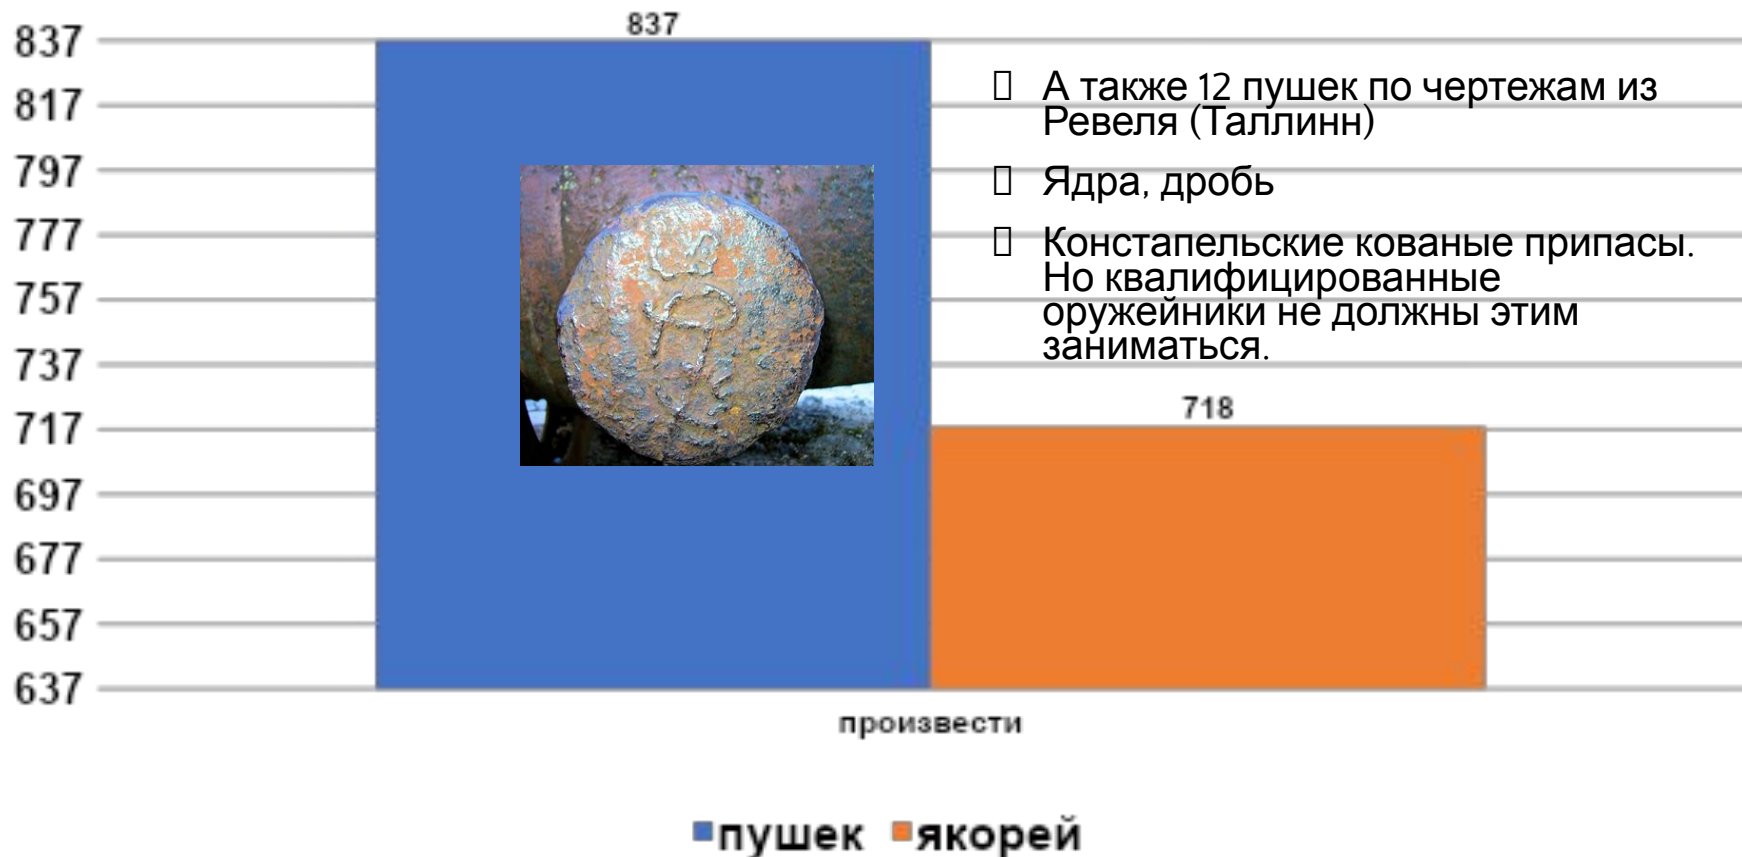 837
837
817
797
777
757
737
717
697
677
657
637
А также 12 пушек по чертежам из
Ревеля (Таллинн)
Ядра, дробь
Констапельские кованые припасы.
Но квалифицированные
оружейники не должны этим
заниматься.
718
произвести
пушек якорей